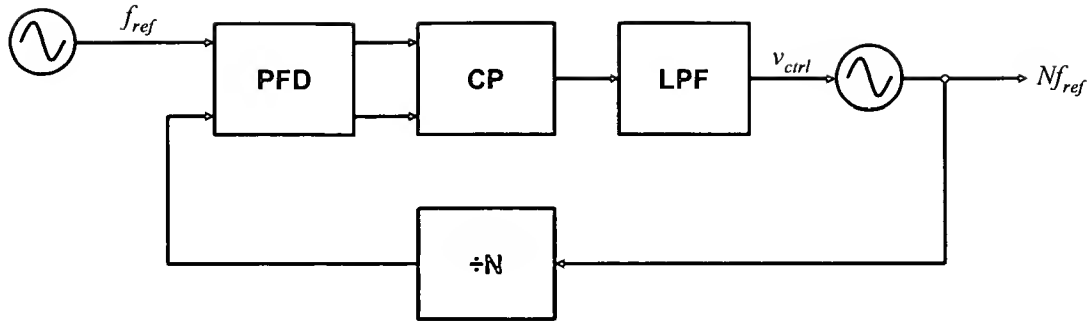 f_ref
PFD
CP
LPF
v_ctrl
Nf_ref
÷N